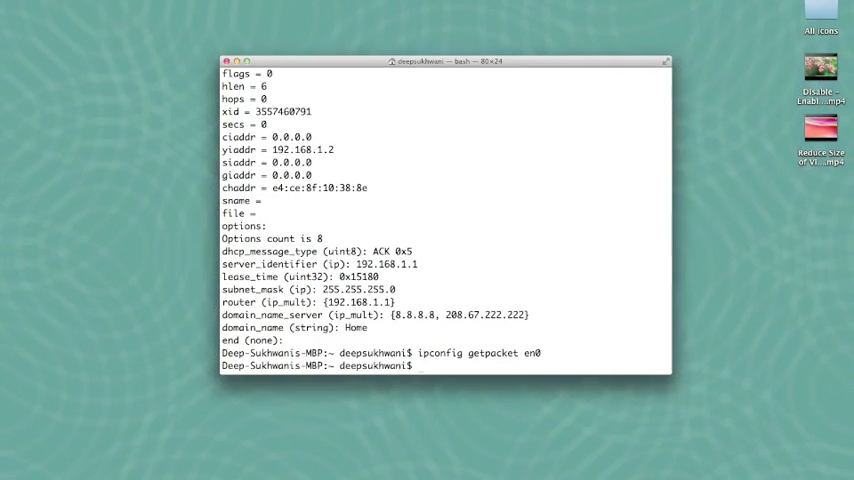 deepsukhwani — bash — 80×24
flags = 0
hlen = 6
hops = 0
xid = 3557460791
secs = 0
ciaddr = 0.0.0.0
yiaddr = 192.168.1.2
siaddr = 0.0.0.0
giaddr = 0.0.0.0
chaddr = e4:ce:8f:10:38:8e
sname =
file =
options:
Options count is 8
dhcp_message_type (uint8): ACK 0x5
server_identifier (ip): 192.168.1.1
lease_time (uint32): 0x15180
subnet_mask (ip): 255.255.255.0
router (ip_mult): {192.168.1.1}
domain_name_server (ip_mult): {8.8.8.8, 208.67.222.222}
domain_name (string): Home
end (none):
Deep-Sukhwanis-MBP:~ deepsukhwani$ ipconfig getpacket en0
Deep-Sukhwanis-MBP:~ deepsukhwani$
All icons
Disable -
Enabl....mp4
Reduce Size
of Vi....mp4